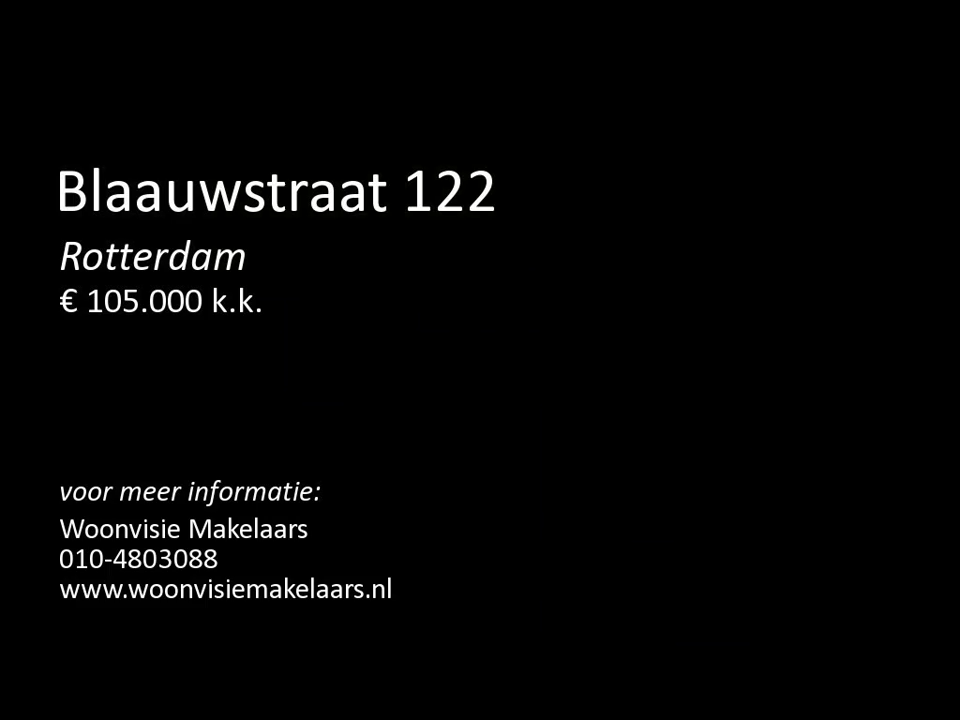 Blaauwstraat 122
Rotterdam
€ 105.000 k.k.
voor meer informatie:
Woonvisie Makelaars
010-4803088
www.woonvisiemakelaars.nl